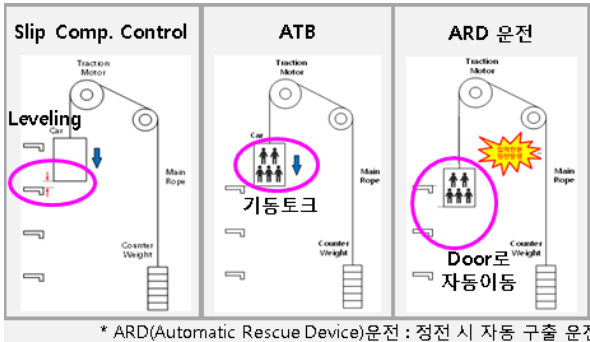 Slip Comp. Control
ATB
ARD 운전
Traction
Motor
Leveling
Car
Main
Rope
Counter
Weight
Traction
Motor
Car
기동토크
Main
Rope
Counter
Weight
Traction
Motor
Main
Rope
Counter
Weight
Door로
자동이동
* ARD(Automatic Rescue Device)운전 : 정전 시 자동 구출 운전